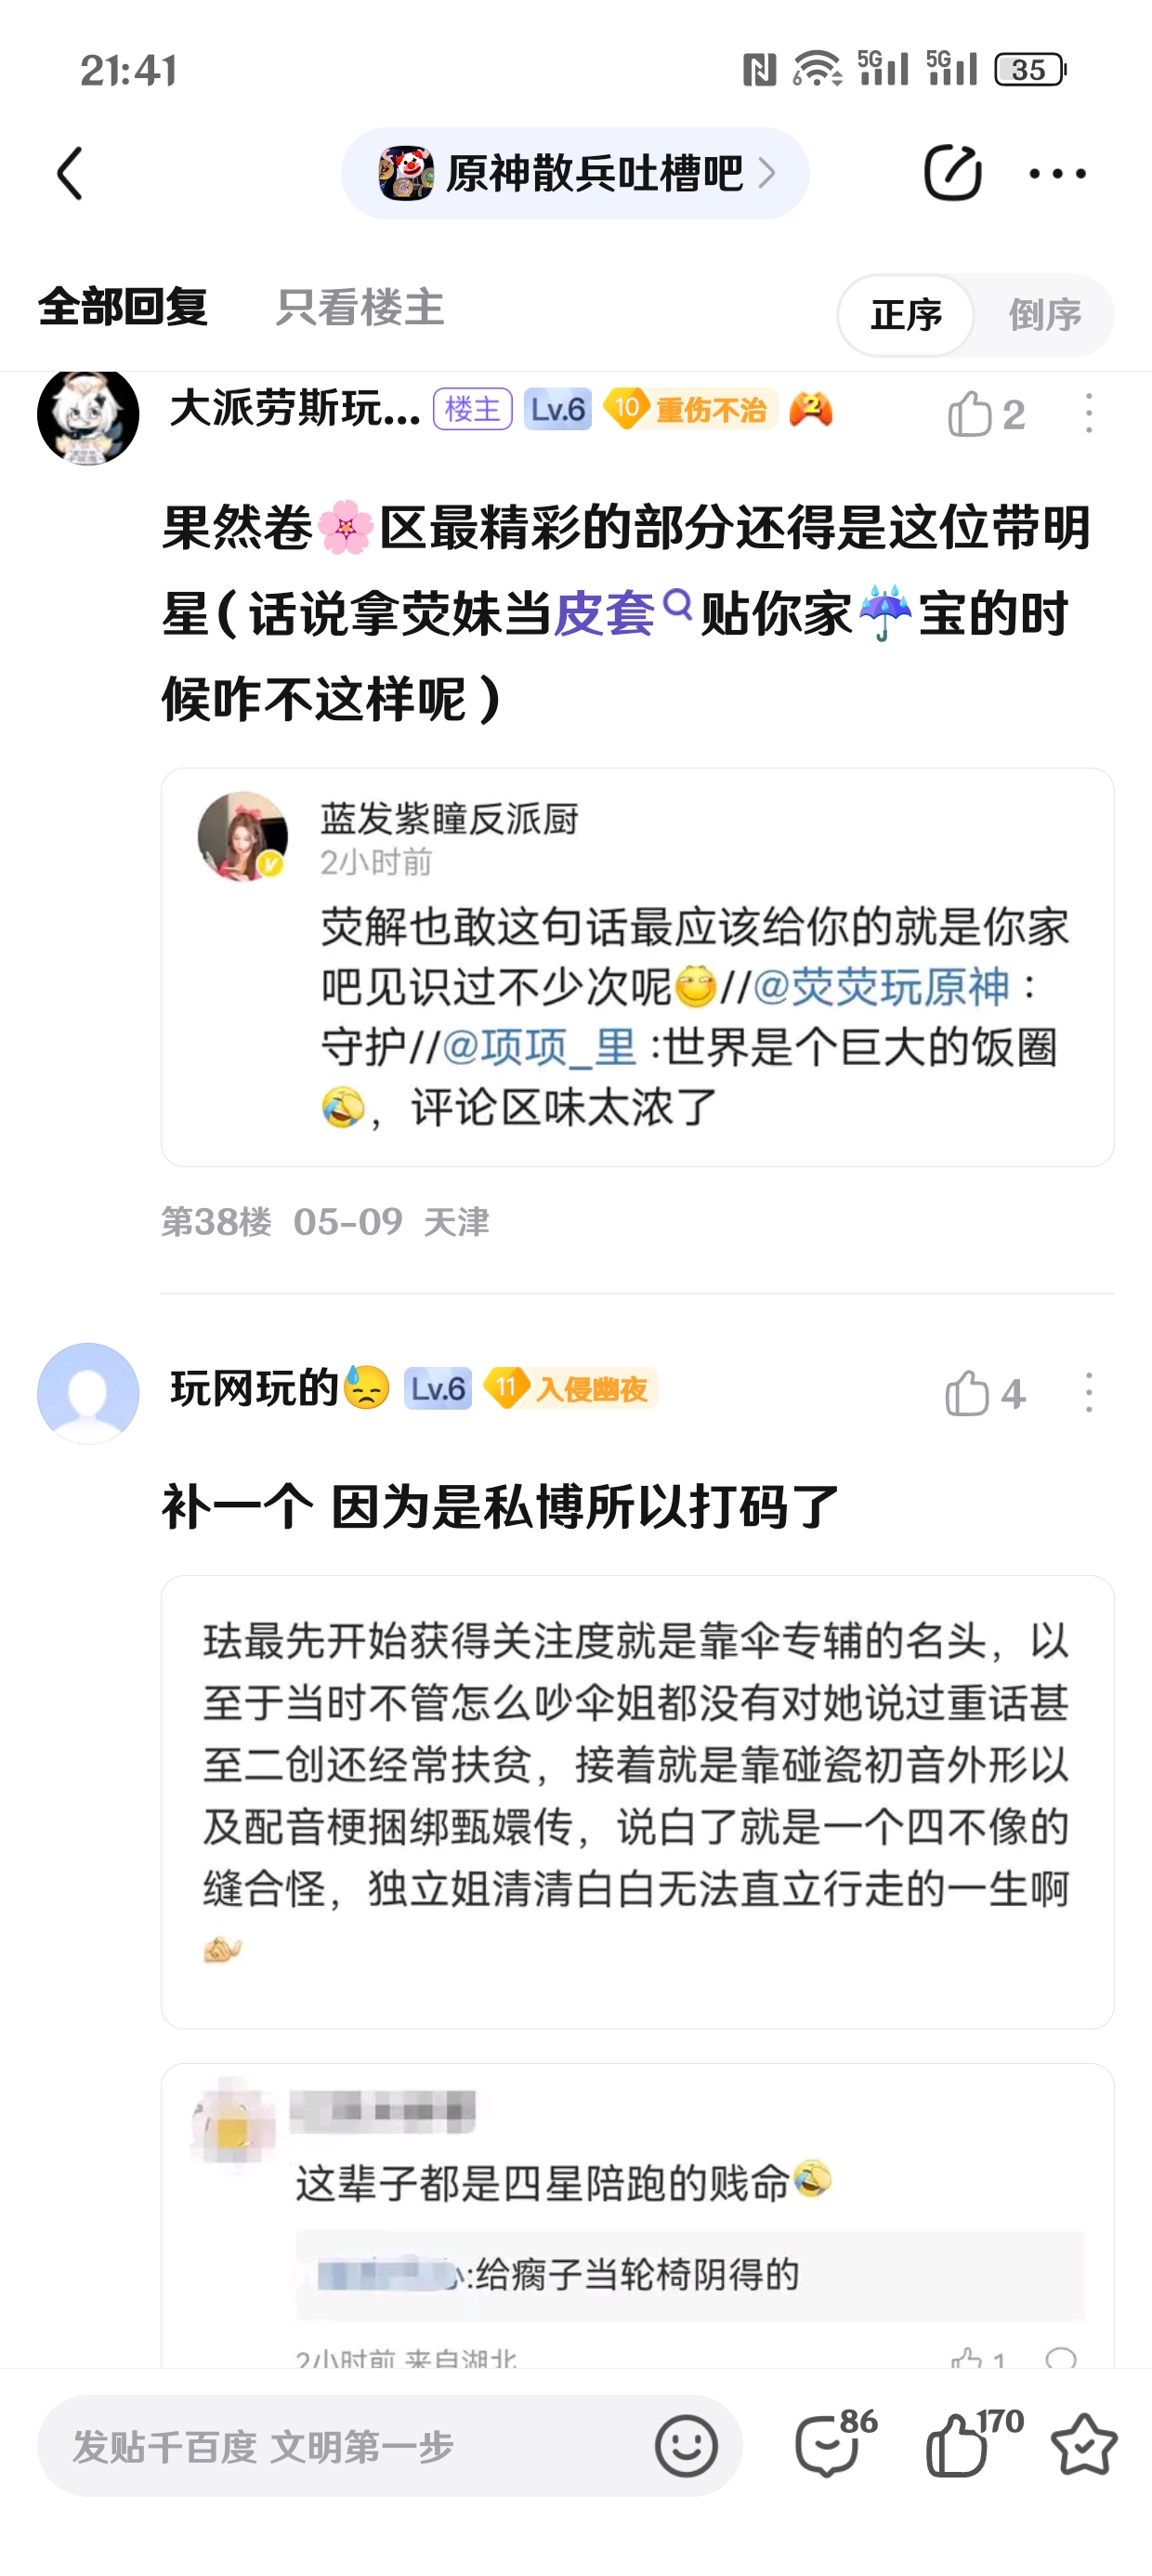 21:41
5G 5G 35
原神散兵吐槽吧
全部回复 只看楼主 正序 倒序
大派劳斯玩... 楼主 Lv.6 10 重伤不治 2 2
果然卷🌸区最精彩的部分还得是这位带明
星(话说拿荧妹当皮套贴你家☔宝的时
候咋不这样呢)
蓝发紫瞳反派厨
2小时前
荧解也敢这句话最应该给你的就是你家
吧见识过不少次呢//@荧荧玩原神:
守护//@项项_里 :世界是个巨大的饭圈
🤣，评论区味太浓了
第38楼 05-09 天津
玩网玩的😓 Lv.6 11 入侵幽夜 4
补一个 因为是私博所以打码了
珐最先开始获得关注度就是靠伞专辅的名头，以
至于当时不管怎么吵伞姐都没有对她说过重话甚
至二创还经常扶贫，接着就是靠碰瓷初音外形以
及配音梗捆绑甄嬛传，说白了就是一个四不像的
缝合怪，独立姐清清白白无法直立行走的一生啊
这辈子都是四星陪跑的贱命🤣
:给瘸子当轮椅阴得的
2小时前 来自湖北 1
发贴千百度 文明第一步 86 170